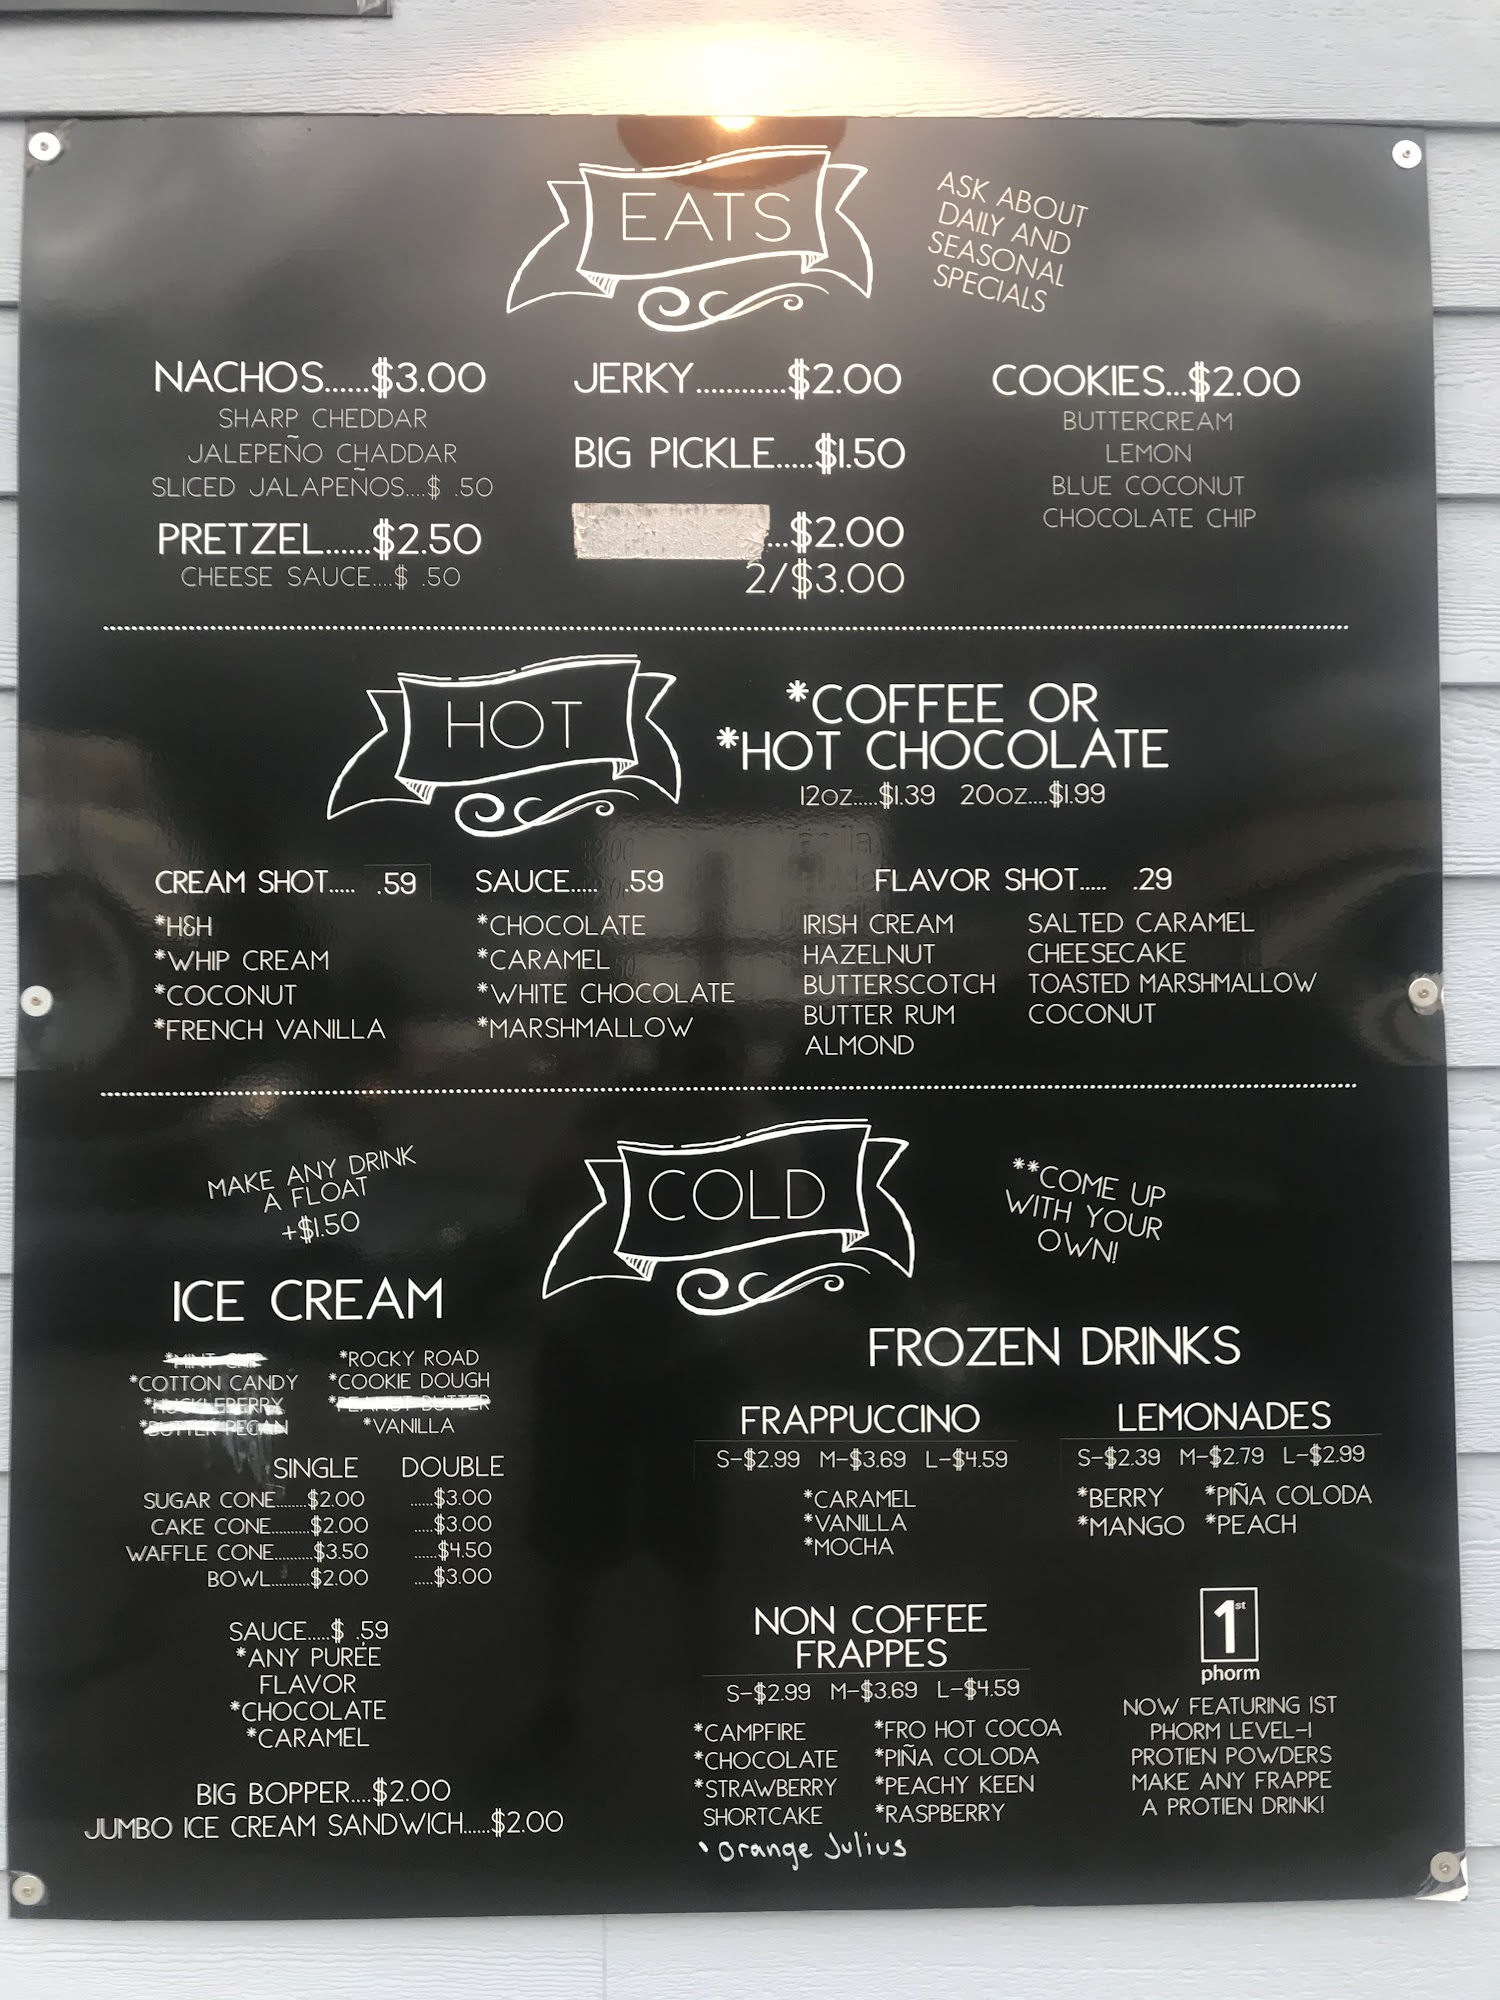 EATS
ASK ABOUT
DAILY AND
SEASONAL
SPECIALS
NACHOS......$3.00
SHARP CHEDDAR
JALEPEÑO CHADDAR
SLICED JALAPEÑOS....$ .50
PRETZEL......$2.50
CHEESE SAUCE....$ .50
JERKY............$2.00
BIG PICKLE.....$1.50
...$2.00
2/$3.00
COOKIES...$2.00
BUTTERCREAM
LEMON
BLUE COCONUT
CHOCOLATE CHIP
HOT
*COFFEE OR
*HOT CHOCOLATE
12OZ.....$1.39 20OZ....$1.99
CREAM SHOT..... .59
*H&H
*WHIP CREAM
*COCONUT
*FRENCH VANILLA
SAUCE..... .59
*CHOCOLATE
*CARAMEL
*WHITE CHOCOLATE
*MARSHMALLOW
FLAVOR SHOT..... .29
IRISH CREAM
HAZELNUT
BUTTERSCOTCH
BUTTER RUM
ALMOND
SALTED CARAMEL
CHEESECAKE
TOASTED MARSHMALLOW
COCONUT
MAKE ANY DRINK
A FLOAT
+$1.50
COLD
**COME UP
WITH YOUR
OWN!
ICE CREAM
*MINT CHIP
*COTTON CANDY
*HUCKLEBERRY
*BUTTER PECAN
*ROCKY ROAD
*COOKIE DOUGH
*PEANUT BUTTER
*VANILLA
SINGLE DOUBLE
SUGAR CONE.......$2.00 .....$3.00
CAKE CONE.........$2.00 .....$3.00
WAFFLE CONE.........$3.50 ......$4.50
BOWL.........$2.00 .....$3.00
SAUCE.....$ .59
*ANY PURÉE
FLAVOR
*CHOCOLATE
*CARAMEL
BIG BOPPER....$2.00
JUMBO ICE CREAM SANDWICH......$2.00
FROZEN DRINKS
FRAPPUCCINO
S-$2.99 M-$3.69 L-$4.59
*CARAMEL
*VANILLA
*MOCHA
LEMONADES
S-$2.39 M-$2.79 L-$2.99
*BERRY *PIÑA COLODA
*MANGO *PEACH
NON COFFEE
FRAPPES
S-$2.99 M-$3.69 L-$4.59
*CAMPFIRE
*CHOCOLATE
*STRAWBERRY
SHORTCAKE
• Orange Julius
*FRO HOT COCOA
*PIÑA COLODA
*PEACHY KEEN
*RASPBERRY
1st
phorm
NOW FEATURING 1ST
PHORM LEVEL-1
PROTIEN POWDERS
MAKE ANY FRAPPE
A PROTIEN DRINK!